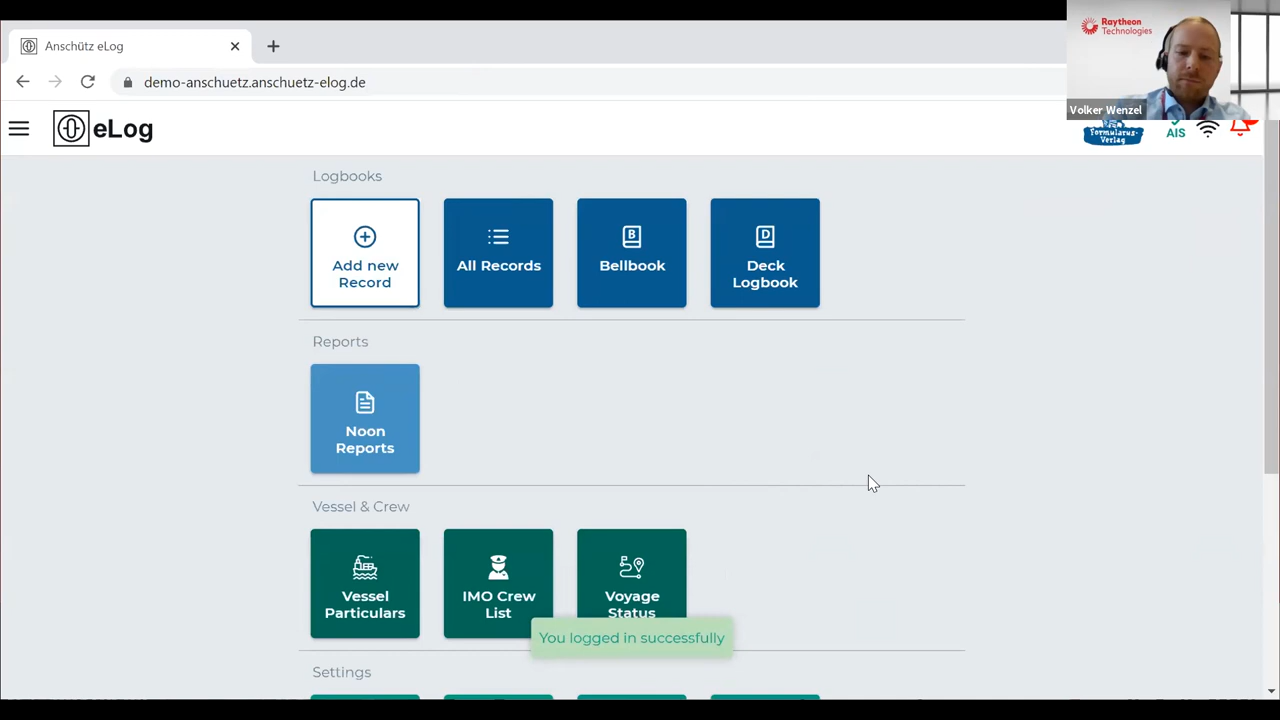 Anschütz eLog
demo-anschuetz.anschuetz-elog.de
Raytheon
Technologies
Volker Wenzel
eLog
Formularus-
Verlag
AIS
Logbooks
Add new
Record
All Records
B
Bellbook
D
Deck
Logbook
Reports
Noon
Reports
Vessel & Crew
Vessel
Particulars
IMO Crew
List
Voyage
Status
You logged in successfully
Settings